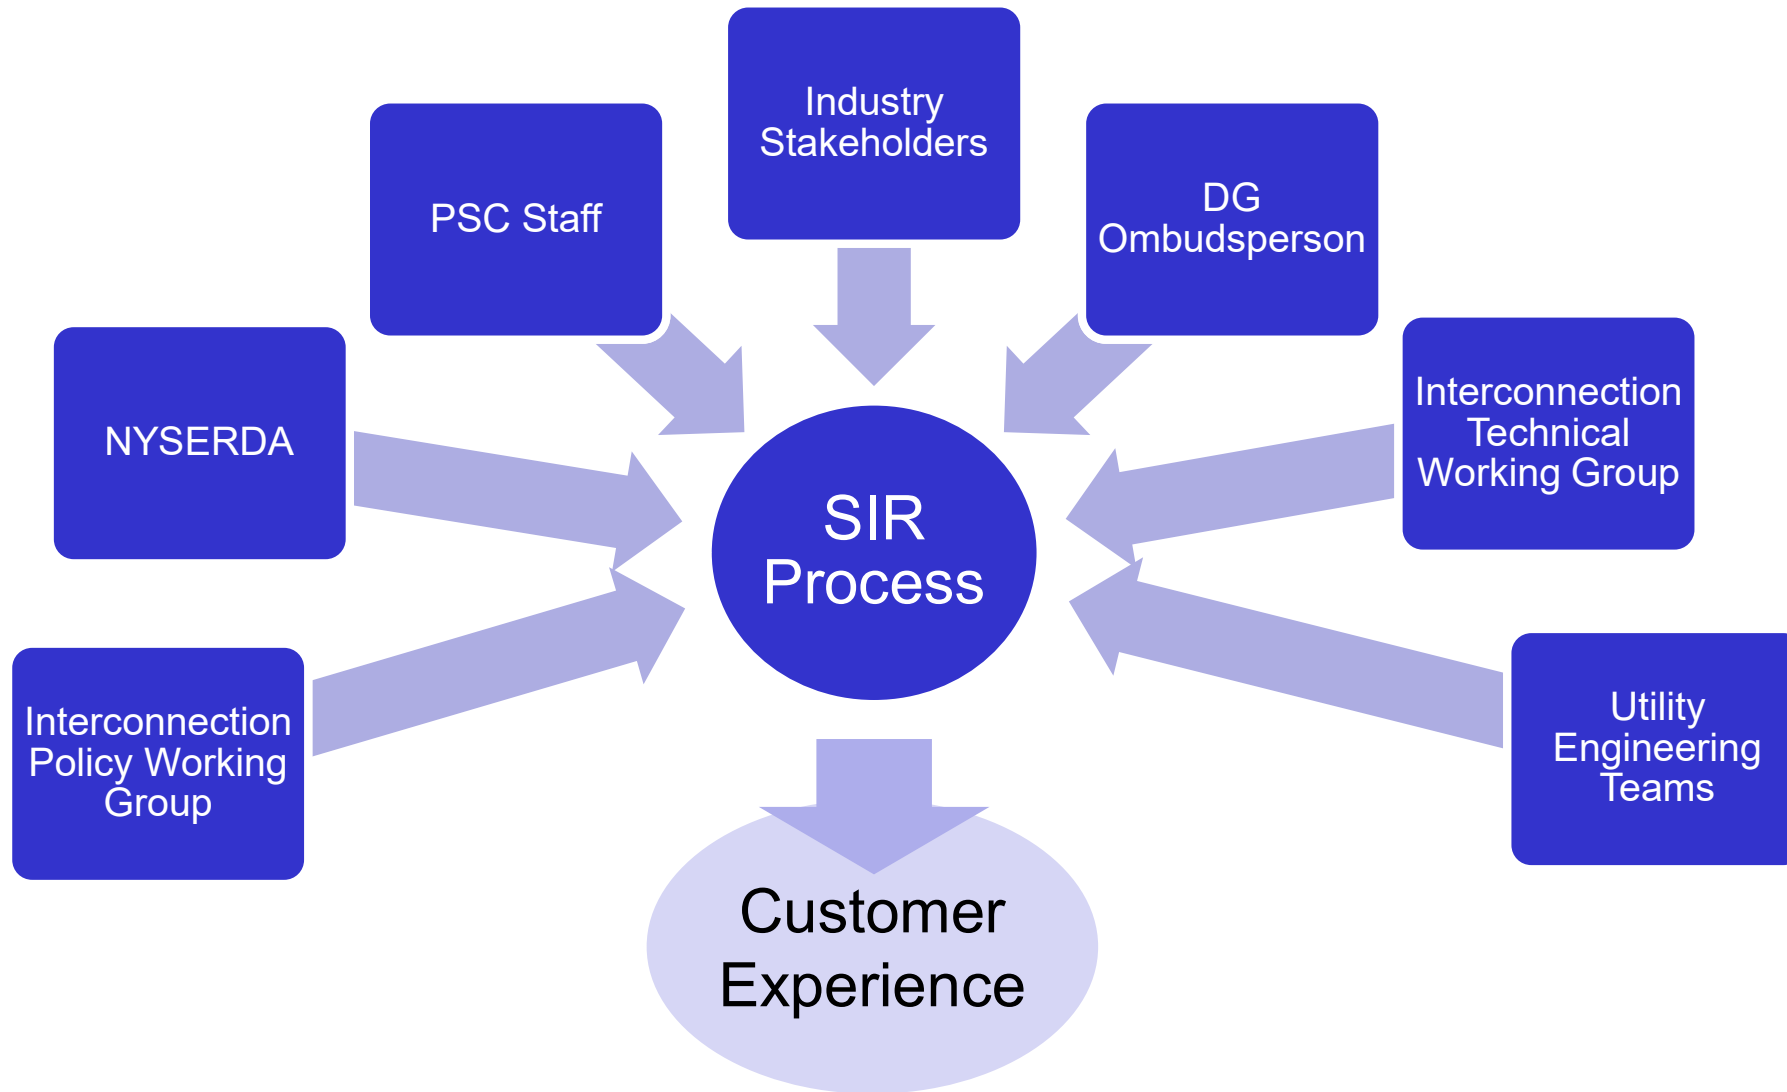 Industry
Stakeholders
PSC Staff
DG
Ombudsperson
NYSERDA
Interconnection
Technical
Working Group
SIR
Process
Interconnection
Policy Working
Group
Utility
Engineering
Teams
Customer
Experience